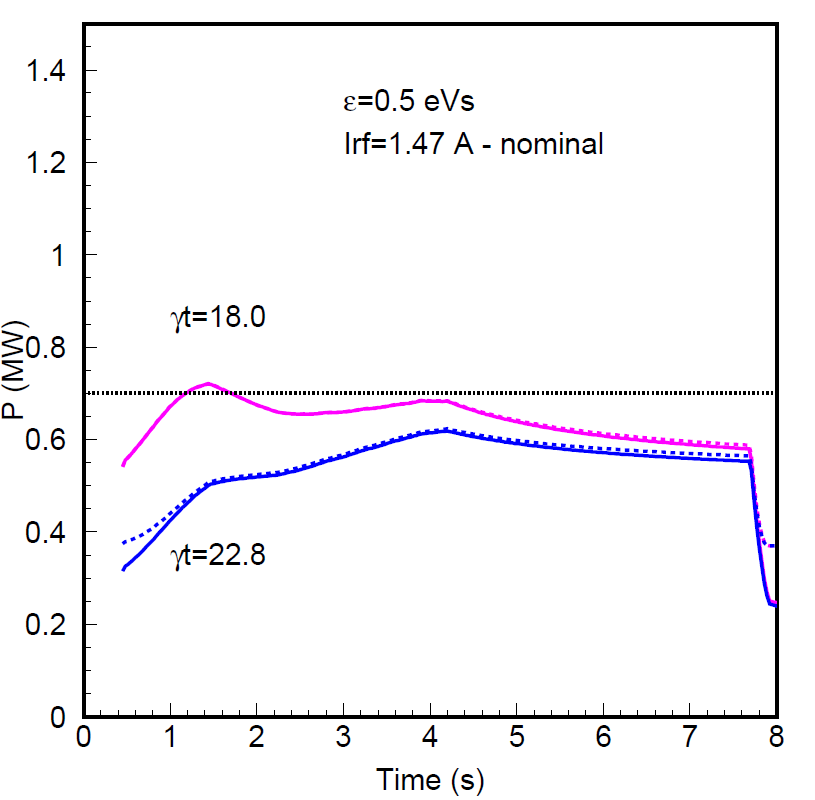 1.4
ε=0.5 eVs
Irf=1.47 A - nominal
1.2
1
γt=18.0
0.8
P (MW)
0.6
0.4
γt=22.8
0.2
0
0 1 2 3 4 5 6 7 8
Time (s)